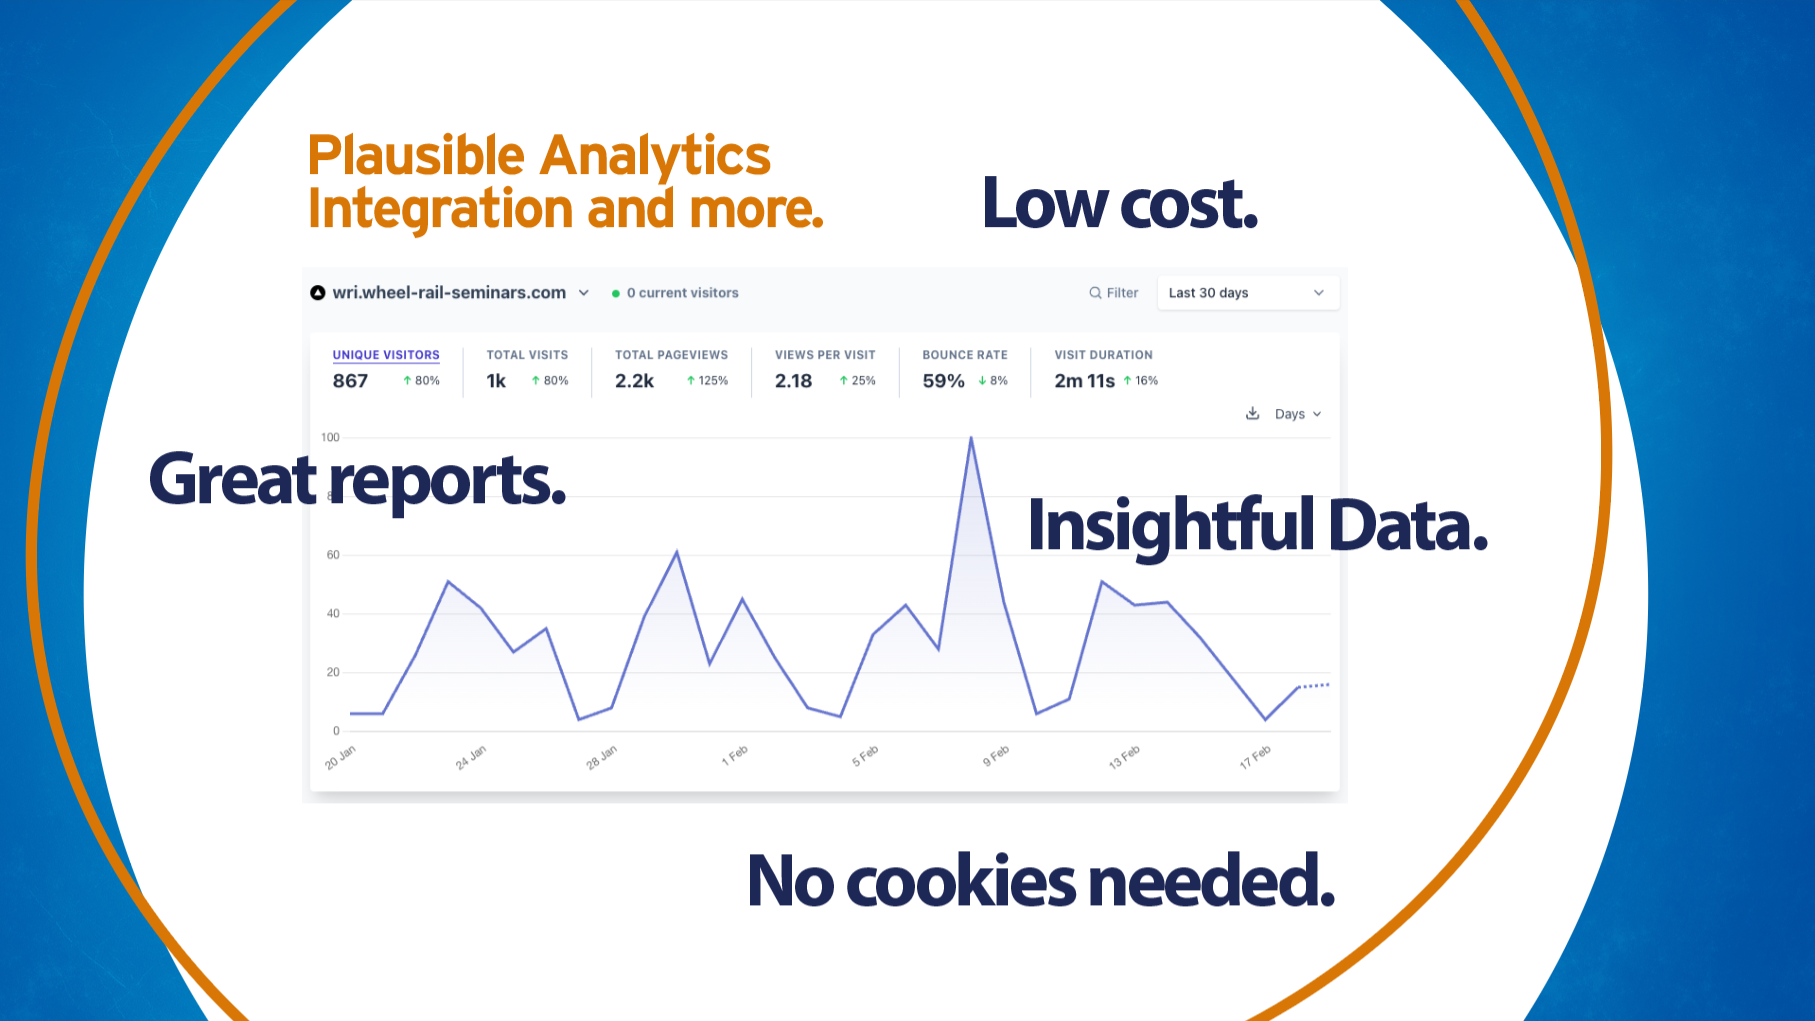 Plausible Analytics
Integration and more.
Low cost.
wri.wheel-rail-seminars.com
0 current visitors
Filter
Last 30 days
UNIQUE VISITORS
867 80%
TOTAL VISITS
1k 80%
TOTAL PAGEVIEWS
2.2k 125%
VIEWS PER VISIT
2.18 25%
BOUNCE RATE
59% 8%
VISIT DURATION
2m 11s 16%
Days
100
Great reports.
Insightful Data.
60
40
20
0
20 Jan
24 Jan
28 Jan
1 Feb
5 Feb
9 Feb
13 Feb
17 Feb
No cookies needed.